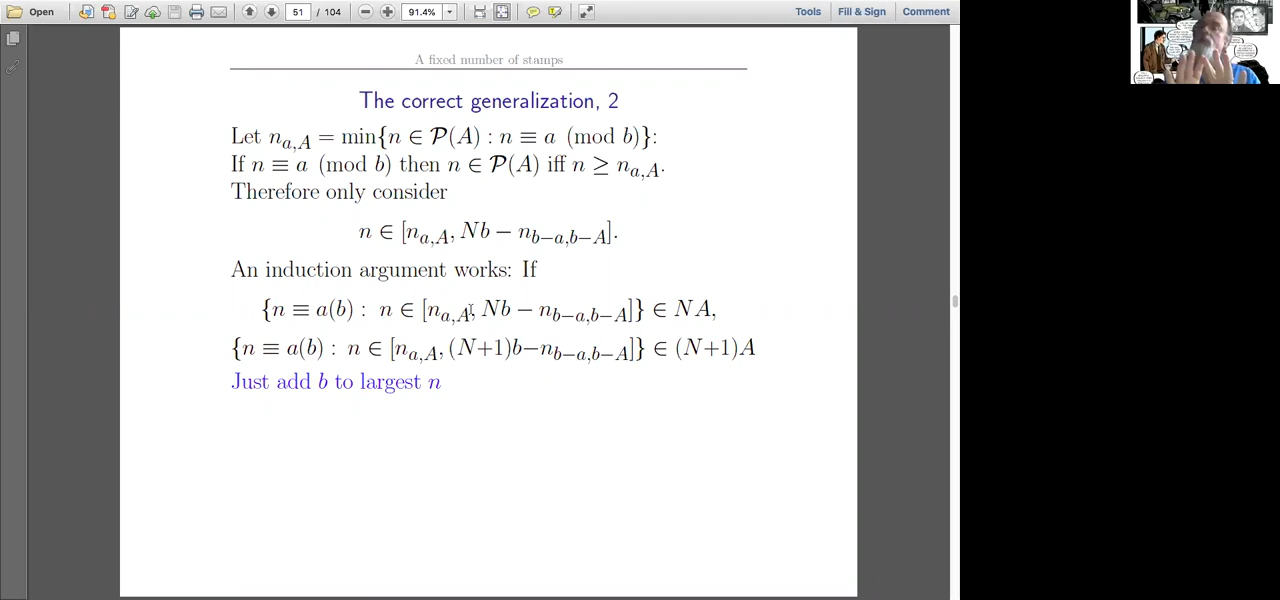 Open
51 / 104
91.4%
Tools
Fill & Sign
Comment
A fixed number of stamps
The correct generalization, 2
Let n_{a,A} = min{n ∈ 𝒫(A) : n ≡ a (mod b)}:
If n ≡ a (mod b) then n ∈ 𝒫(A) iff n ≥ n_{a,A}.
Therefore only consider
n ∈ [n_{a,A}, Nb − n_{b−a,b−A}].
An induction argument works: If
{n ≡ a(b) : n ∈ [n_{a,A}, Nb − n_{b−a,b−A}]} ∈ NA,
{n ≡ a(b) : n ∈ [n_{a,A}, (N+1)b−n_{b−a,b−A}]} ∈ (N+1)A
Just add b to largest n